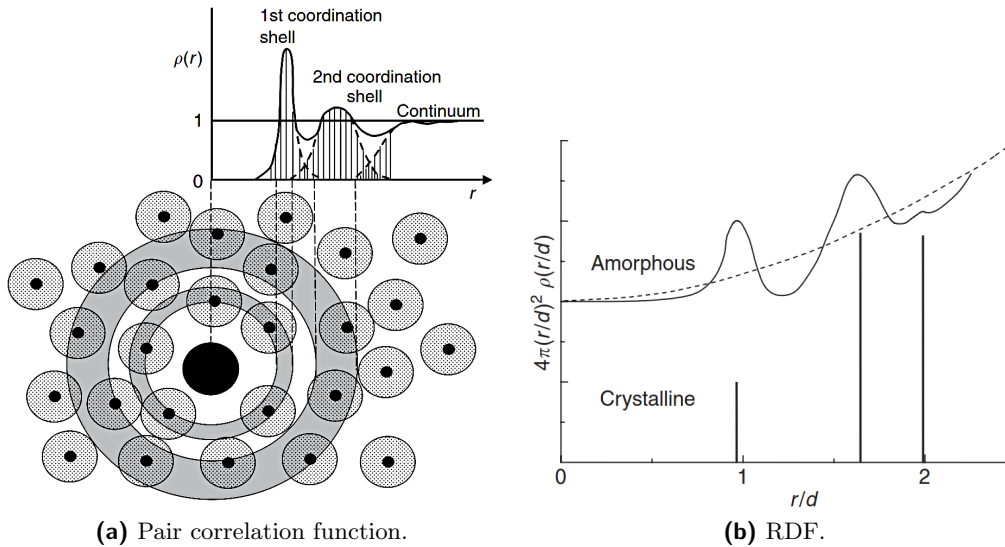 1st coordination
shell
ρ(r)
2nd coordination
shell
Continuum
1
0
r
4π(r/d)² ρ(r/d)
Amorphous
Crystalline
0
1
2
r/d
(a) Pair correlation function.
(b) RDF.